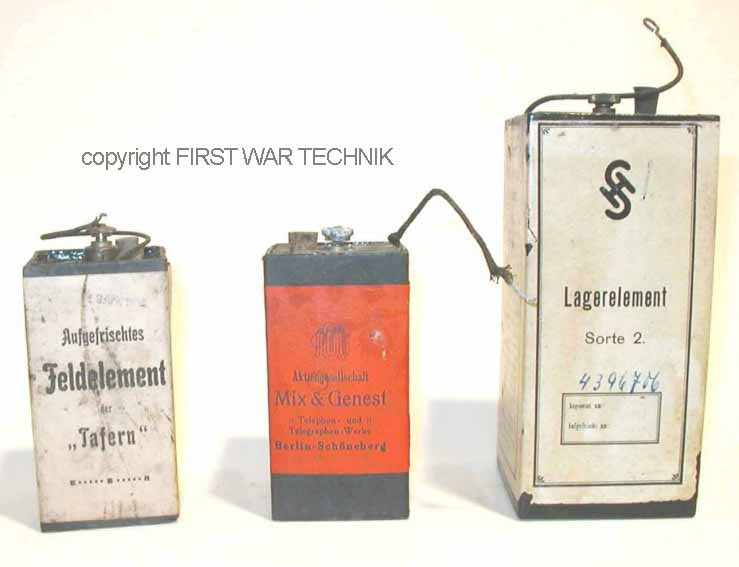 copyright FIRST WAR TECHNIK
Aufgefrischtes
Feldelement
der
„Tafern“
Aktiengesellschaft
Mix & Genest
Telephon- und
Telegraphen-Werke
Berlin-Schöneberg
Lagerelement
Sorte 2.